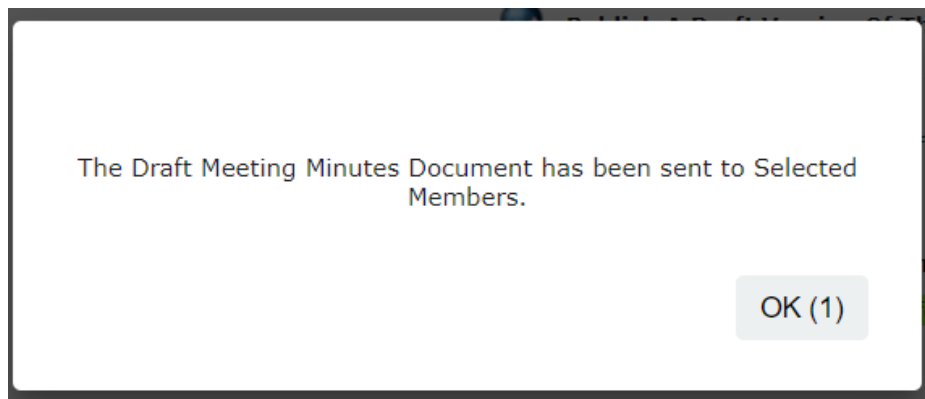 The Draft Meeting Minutes Document has been sent to Selected
Members.
OK (1)